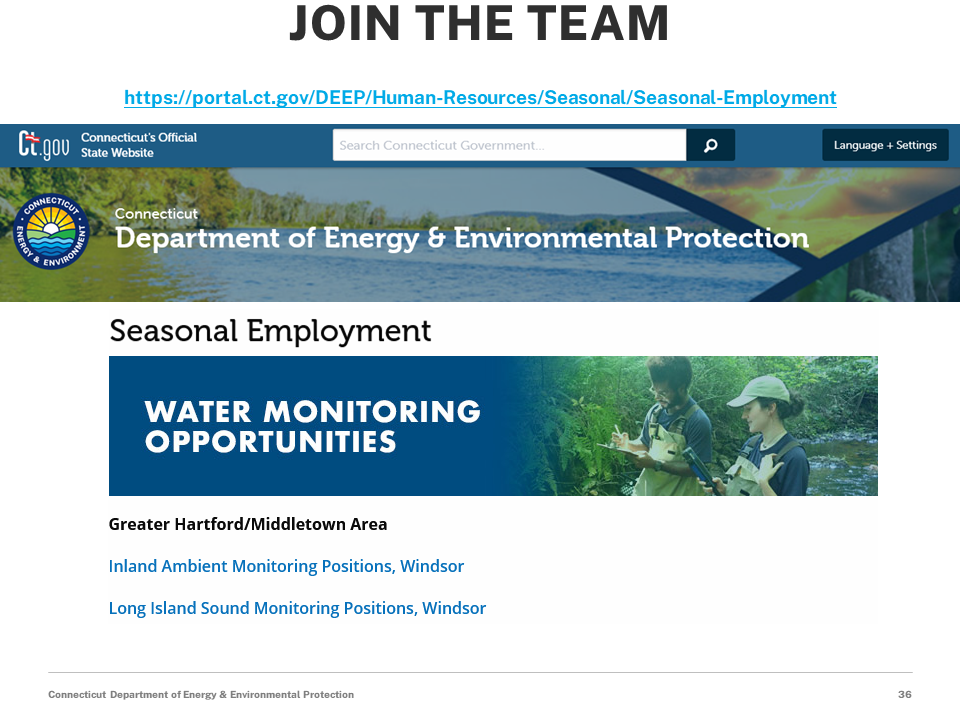 JOIN THE TEAM
https://portal.ct.gov/DEEP/Human-Resources/Seasonal/Seasonal-Employment
Ct.gov
Connecticut's Official
State Website
Search Connecticut Government...
Language + Settings
CONNECTICUT
ENERGY & ENVIRONMENT
Connecticut
Department of Energy & Environmental Protection
Seasonal Employment
WATER MONITORING
OPPORTUNITIES
Greater Hartford/Middletown Area
Inland Ambient Monitoring Positions, Windsor
Long Island Sound Monitoring Positions, Windsor
Connecticut Department of Energy & Environmental Protection
36